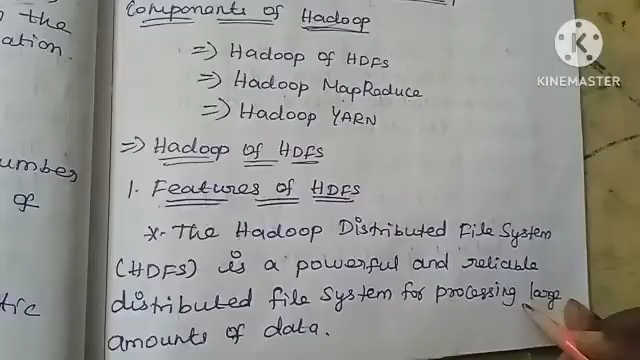 Components of Hadoop
=> Hadoop of HDFS
=> Hadoop MapReduce
=> Hadoop YARN
=> Hadoop of HDFS
1. Features of HDFS
*. The Hadoop Distributed File System
(HDFS) is a powerful and reliable
distributed file system for processing large
amounts of data.
the
ation.
umber
of
tric
KINEMASTER